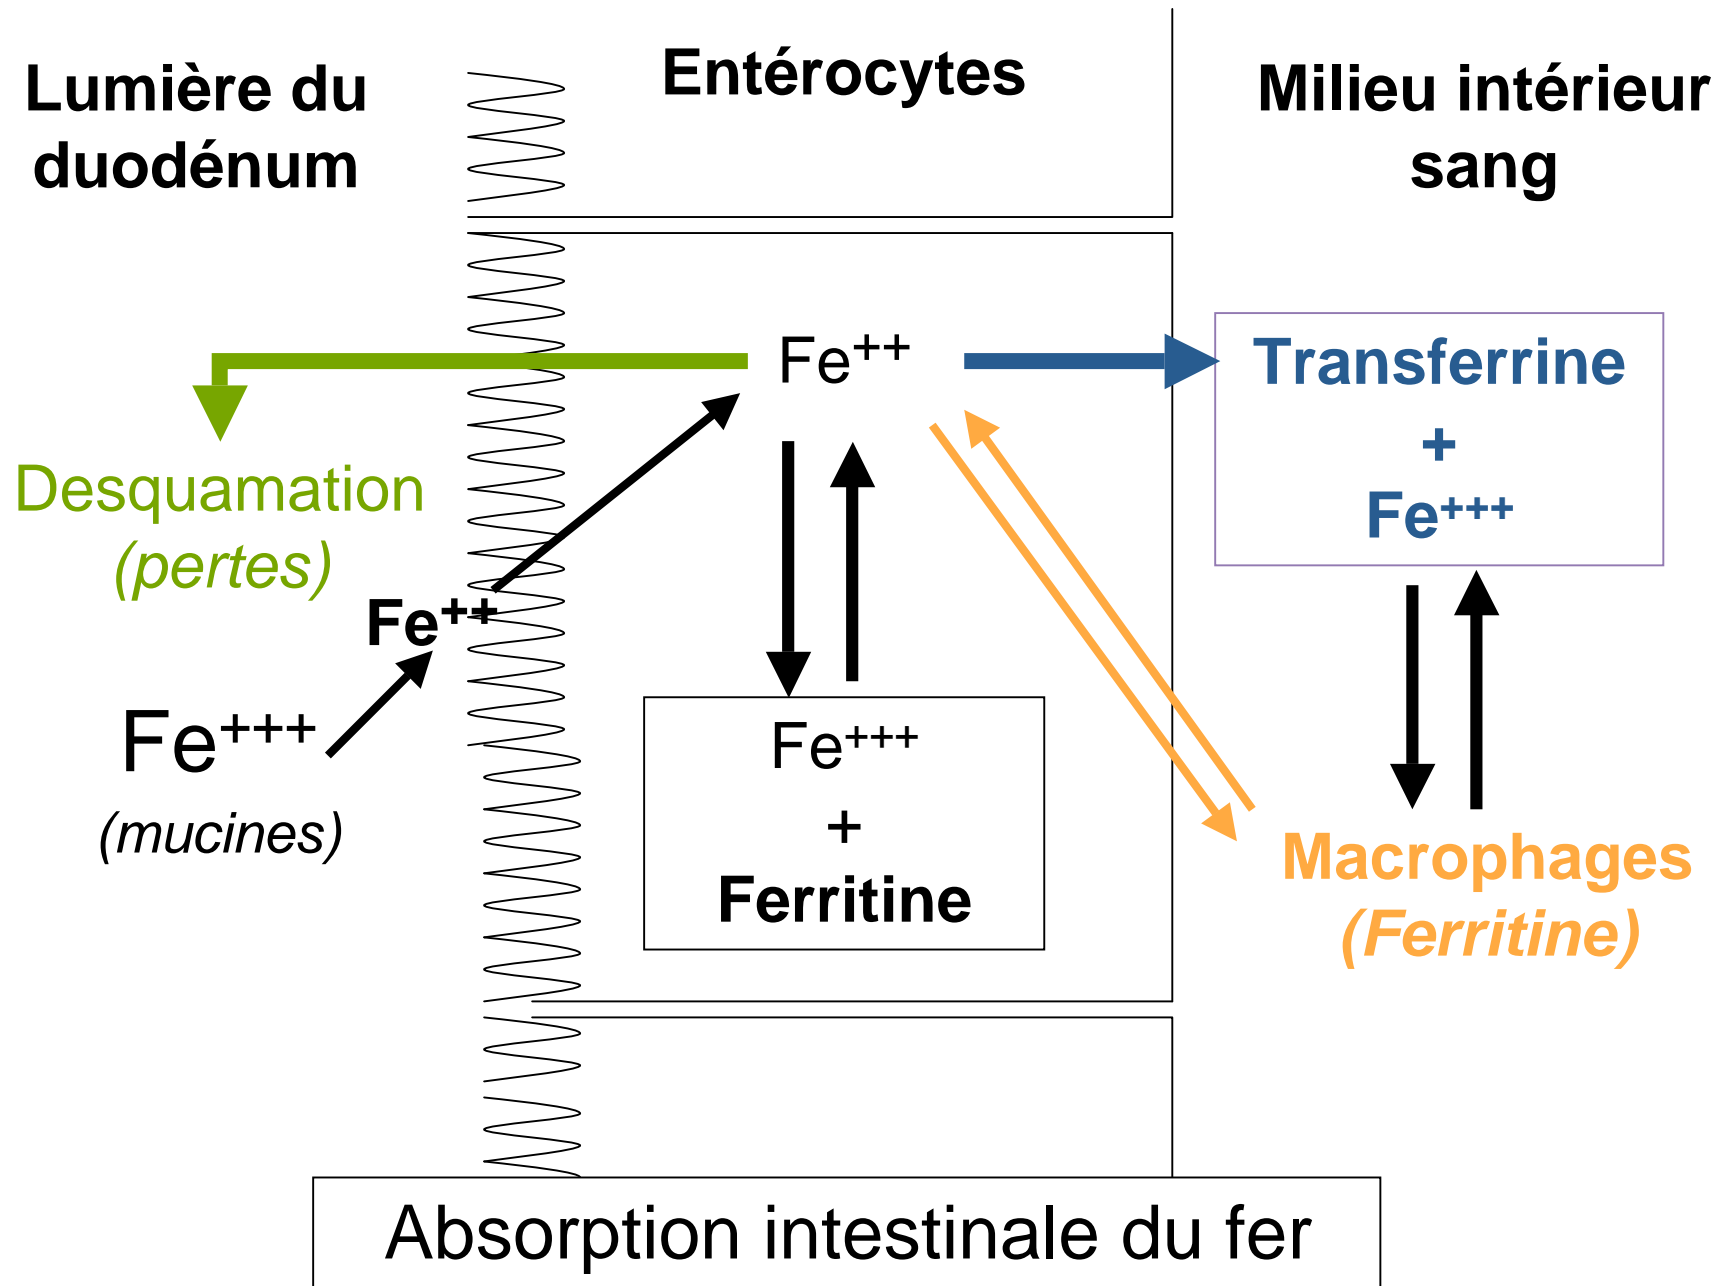 Lumière du
duodénum
Entérocytes
Milieu intérieur
sang
Desquamation
(pertes)
Fe++
Fe+++
(mucines)
Fe++
Fe+++
+
Ferritine
Transferrine
+
Fe+++
Macrophages
(Ferritine)
Absorption intestinale du fer